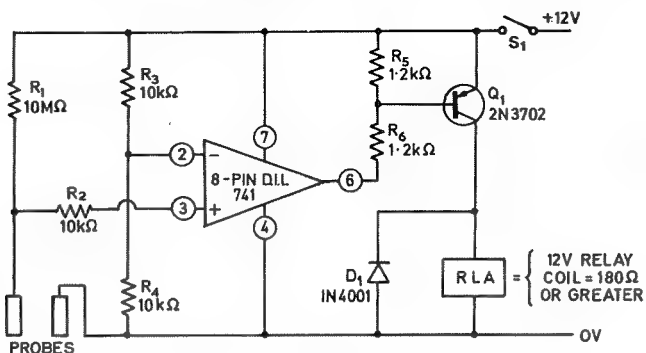 +12V
S1
R1
10MΩ
R3
10kΩ
R5
1·2kΩ
Q1
2N3702
R6
1·2kΩ
7
2
−
8-PIN D.I.L
741
6
R2
10kΩ
3
+
4
R4
10kΩ
D1
IN4001
RLA
=
12V RELAY
COIL = 180Ω
OR GREATER
PROBES
0V